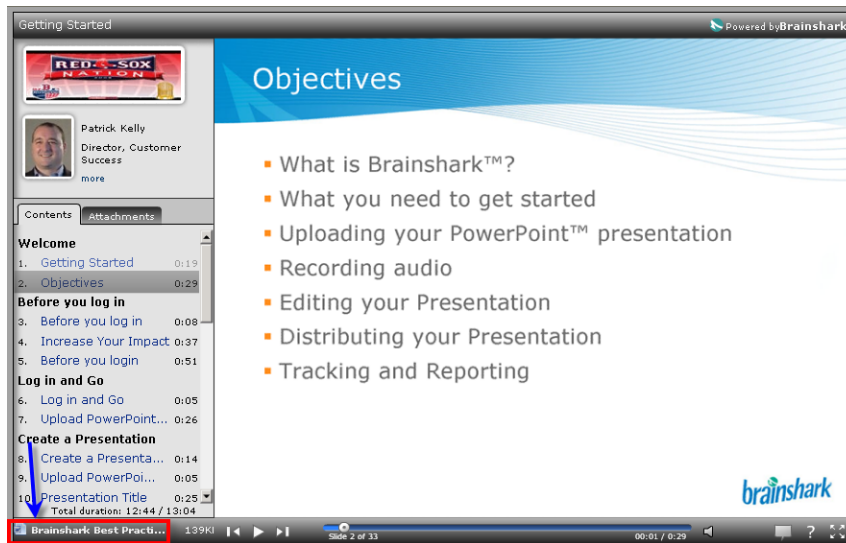 Getting Started
Powered by Brainshark
RED SOX
NATION
Patrick Kelly
Director, Customer
Success
more
Contents
Attachments
Welcome
1. Getting Started 0:19
2. Objectives 0:29
Before you log in
3. Before you log in 0:08
4. Increase Your Impact 0:37
5. Before you login 0:51
Log in and Go
6. Log in and Go 0:05
7. Upload PowerPoint... 0:26
Create a Presentation
8. Create a Presenta... 0:14
9. Upload PowerPoi... 0:05
10. Presentation Title 0:25
Total duration: 12:44 / 13:04
Objectives
What is Brainshark™?
What you need to get started
Uploading your PowerPoint™ presentation
Recording audio
Editing your Presentation
Distributing your Presentation
Tracking and Reporting
brainshark
Brainshark Best Practi...
139KB
Slide 2 of 33
00:01 / 0:29
?